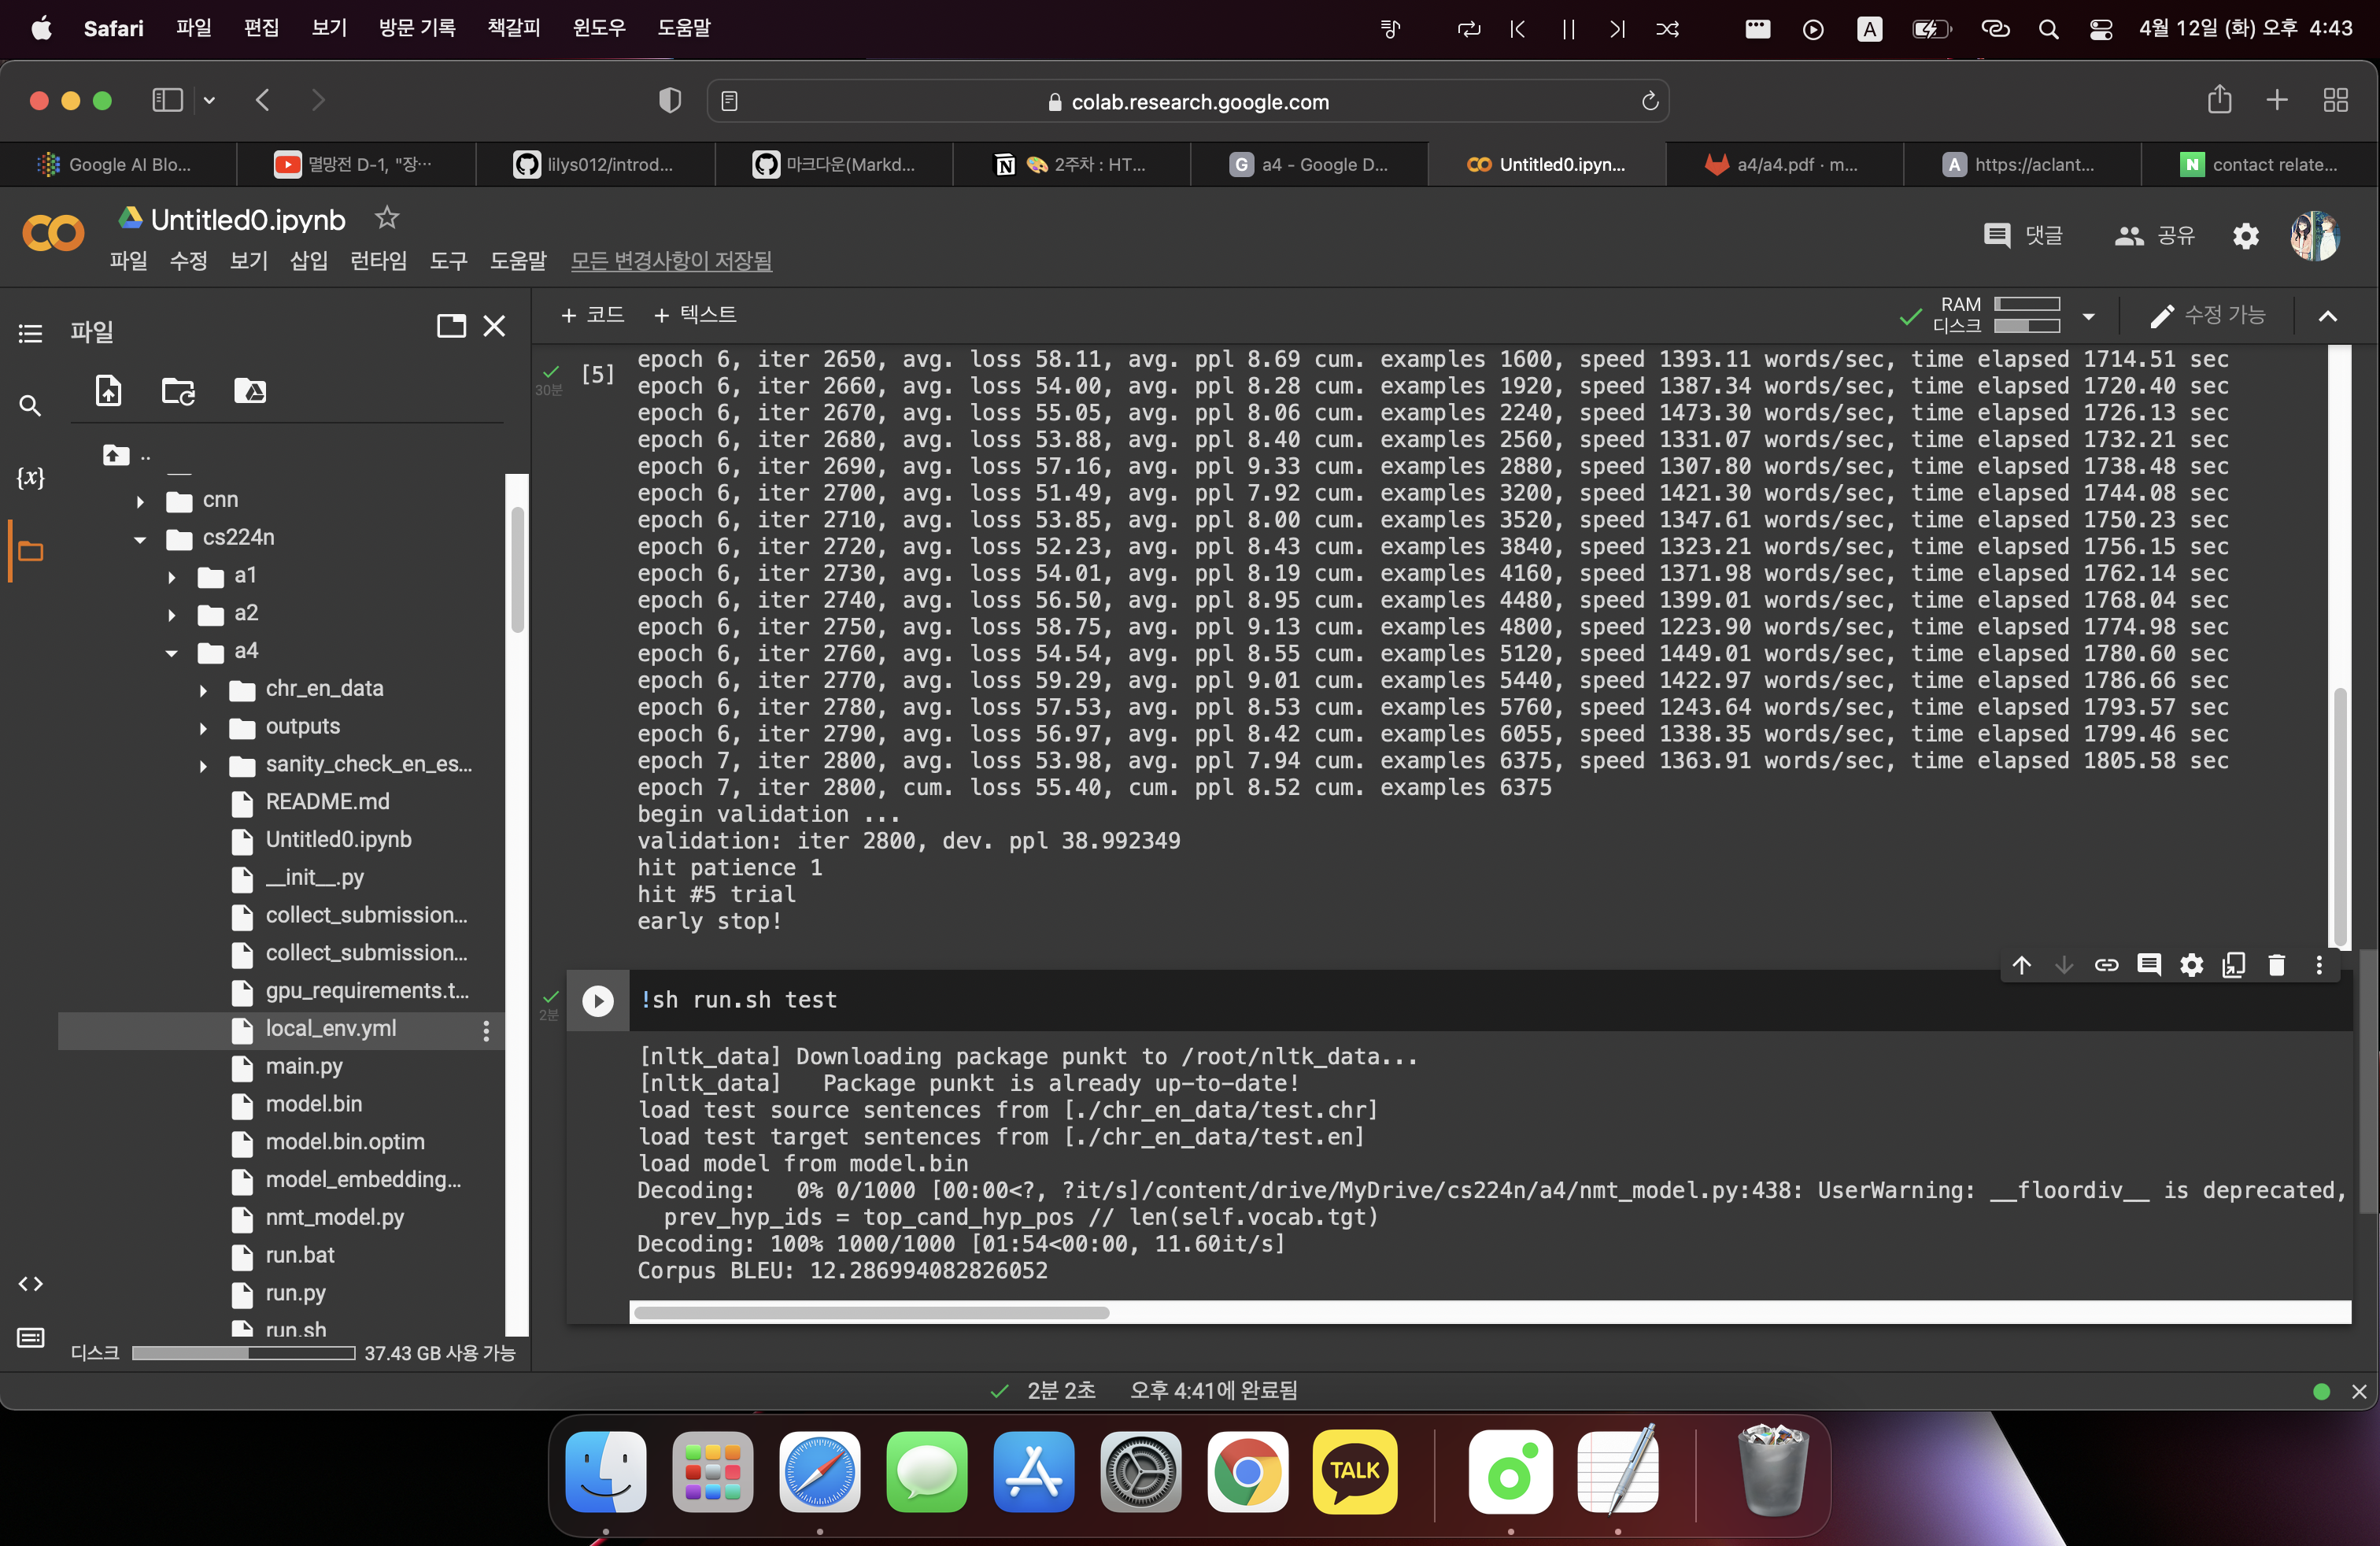 Safari 파일 편집 보기 방문 기록 책갈피 윈도우 도움말 A 4월 12일 (화) 오후 4:43
colab.research.google.com
Google AI Blo... 멸망전 D-1, "장··· lilys012/introd... 마크다운(Markd... 2주차 : HT... G a4 - Google D... Untitled0.ipyn... a4/a4.pdf · m... A https://aclant... N contact relate...
Untitled0.ipynb
댓글 공유
파일 수정 보기 삽입 런타임 도구 도움말 모든 변경사항이 저장됨
파일
+ 코드 + 텍스트
RAM
디스크
수정 가능
{x}
..
cnn
cs224n
a1
a2
a4
chr_en_data
outputs
sanity_check_en_es...
README.md
Untitled0.ipynb
__init__.py
collect_submission...
collect_submission...
gpu_requirements.t...
local_env.yml
main.py
model.bin
model.bin.optim
model_embedding...
nmt_model.py
run.bat
run.py
run.sh
디스크 37.43 GB 사용 가능
30분
[5]
epoch 6, iter 2650, avg. loss 58.11, avg. ppl 8.69 cum. examples 1600, speed 1393.11 words/sec, time elapsed 1714.51 sec
epoch 6, iter 2660, avg. loss 54.00, avg. ppl 8.28 cum. examples 1920, speed 1387.34 words/sec, time elapsed 1720.40 sec
epoch 6, iter 2670, avg. loss 55.05, avg. ppl 8.06 cum. examples 2240, speed 1473.30 words/sec, time elapsed 1726.13 sec
epoch 6, iter 2680, avg. loss 53.88, avg. ppl 8.40 cum. examples 2560, speed 1331.07 words/sec, time elapsed 1732.21 sec
epoch 6, iter 2690, avg. loss 57.16, avg. ppl 9.33 cum. examples 2880, speed 1307.80 words/sec, time elapsed 1738.48 sec
epoch 6, iter 2700, avg. loss 51.49, avg. ppl 7.92 cum. examples 3200, speed 1421.30 words/sec, time elapsed 1744.08 sec
epoch 6, iter 2710, avg. loss 53.85, avg. ppl 8.00 cum. examples 3520, speed 1347.61 words/sec, time elapsed 1750.23 sec
epoch 6, iter 2720, avg. loss 52.23, avg. ppl 8.43 cum. examples 3840, speed 1323.21 words/sec, time elapsed 1756.15 sec
epoch 6, iter 2730, avg. loss 54.01, avg. ppl 8.19 cum. examples 4160, speed 1371.98 words/sec, time elapsed 1762.14 sec
epoch 6, iter 2740, avg. loss 56.50, avg. ppl 8.95 cum. examples 4480, speed 1399.01 words/sec, time elapsed 1768.04 sec
epoch 6, iter 2750, avg. loss 58.75, avg. ppl 9.13 cum. examples 4800, speed 1223.90 words/sec, time elapsed 1774.98 sec
epoch 6, iter 2760, avg. loss 54.54, avg. ppl 8.55 cum. examples 5120, speed 1449.01 words/sec, time elapsed 1780.60 sec
epoch 6, iter 2770, avg. loss 59.29, avg. ppl 9.01 cum. examples 5440, speed 1422.97 words/sec, time elapsed 1786.66 sec
epoch 6, iter 2780, avg. loss 57.53, avg. ppl 8.53 cum. examples 5760, speed 1243.64 words/sec, time elapsed 1793.57 sec
epoch 6, iter 2790, avg. loss 56.97, avg. ppl 8.42 cum. examples 6055, speed 1338.35 words/sec, time elapsed 1799.46 sec
epoch 7, iter 2800, avg. loss 53.98, avg. ppl 7.94 cum. examples 6375, speed 1363.91 words/sec, time elapsed 1805.58 sec
epoch 7, iter 2800, cum. loss 55.40, cum. ppl 8.52 cum. examples 6375
begin validation ...
validation: iter 2800, dev. ppl 38.992349
hit patience 1
hit #5 trial
early stop!
2분
!sh run.sh test
[nltk_data] Downloading package punkt to /root/nltk_data...
[nltk_data]   Package punkt is already up-to-date!
load test source sentences from [./chr_en_data/test.chr]
load test target sentences from [./chr_en_data/test.en]
load model from model.bin
Decoding:   0% 0/1000 [00:00<?, ?it/s]/content/drive/MyDrive/cs224n/a4/nmt_model.py:438: UserWarning: __floordiv__ is deprecated,
  prev_hyp_ids = top_cand_hyp_pos // len(self.vocab.tgt)
Decoding: 100% 1000/1000 [01:54<00:00, 11.60it/s]
Corpus BLEU: 12.286994082826052
2분 2초 오후 4:41에 완료됨
TALK